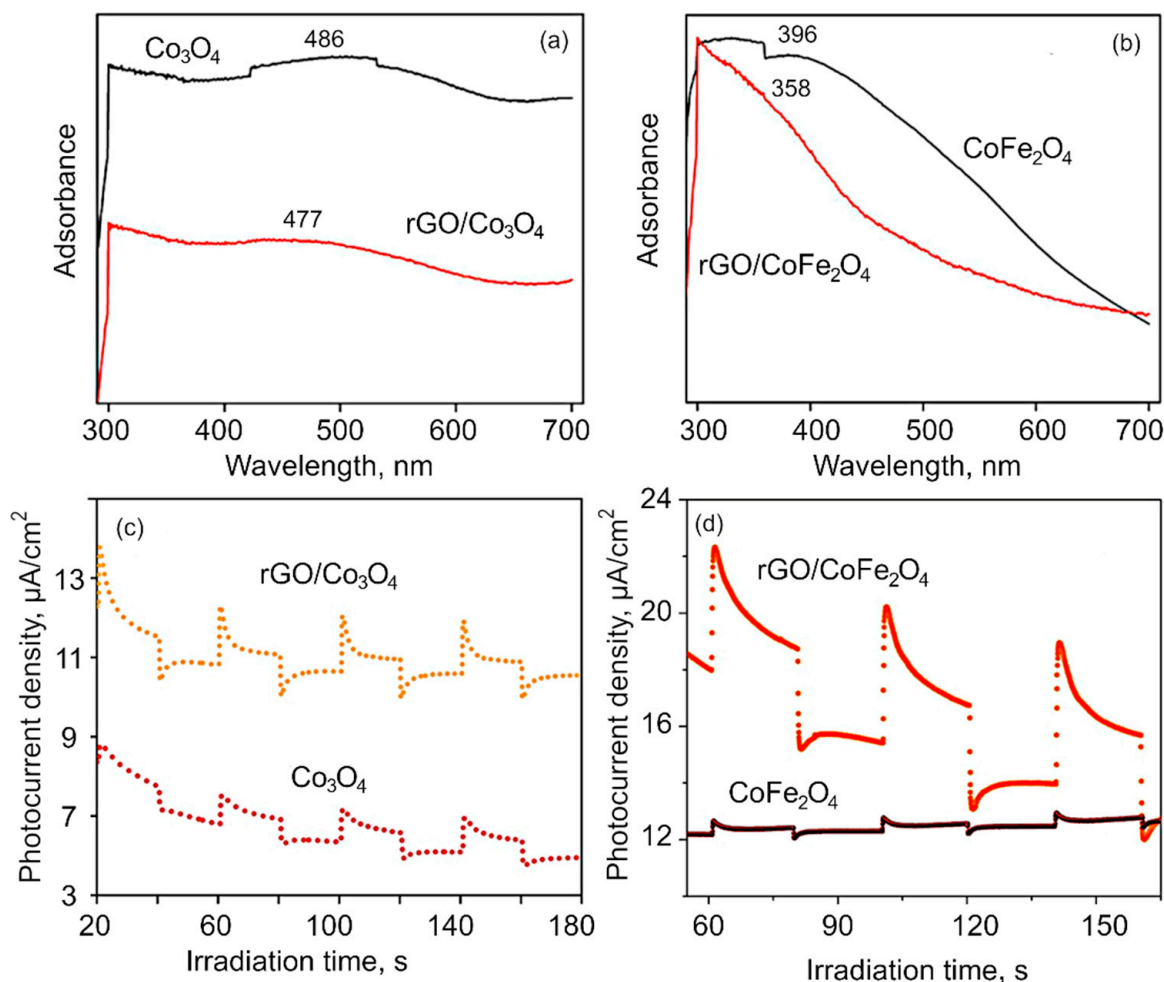 (a)
Co₃O₄
486
477
rGO/Co₃O₄
Adsorbance
300 400 500 600 700
Wavelength, nm
(b)
396
358
CoFe₂O₄
rGO/CoFe₂O₄
Adsorbance
300 400 500 600 700
Wavelength, nm
(c)
rGO/Co₃O₄
Co₃O₄
Photocurrent density, µA/cm²
13
11
9
7
3
20 60 100 140 180
Irradiation time, s
(d)
rGO/CoFe₂O₄
CoFe₂O₄
Photocurrent density, µA/cm²
24
20
16
12
60 90 120 150
Irradiation time, s